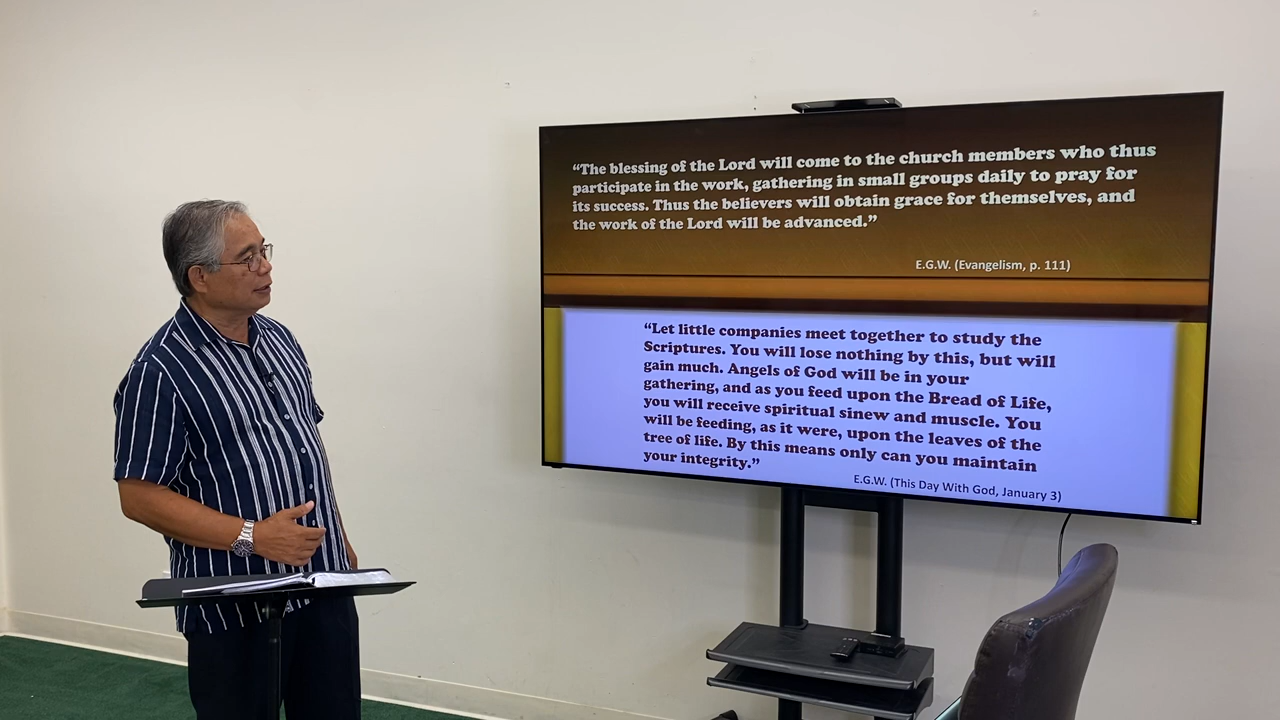 “The blessing of the Lord will come to the church members who thus
participate in the work, gathering in small groups daily to pray for
its success. Thus the believers will obtain grace for themselves, and
the work of the Lord will be advanced.”
E.G.W. (Evangelism, p. 111)
“Let little companies meet together to study the
Scriptures. You will lose nothing by this, but will
gain much. Angels of God will be in your
gathering, and as you feed upon the Bread of Life,
you will receive spiritual sinew and muscle. You
will be feeding, as it were, upon the leaves of the
tree of life. By this means only can you maintain
your integrity.”
E.G.W. (This Day With God, January 3)